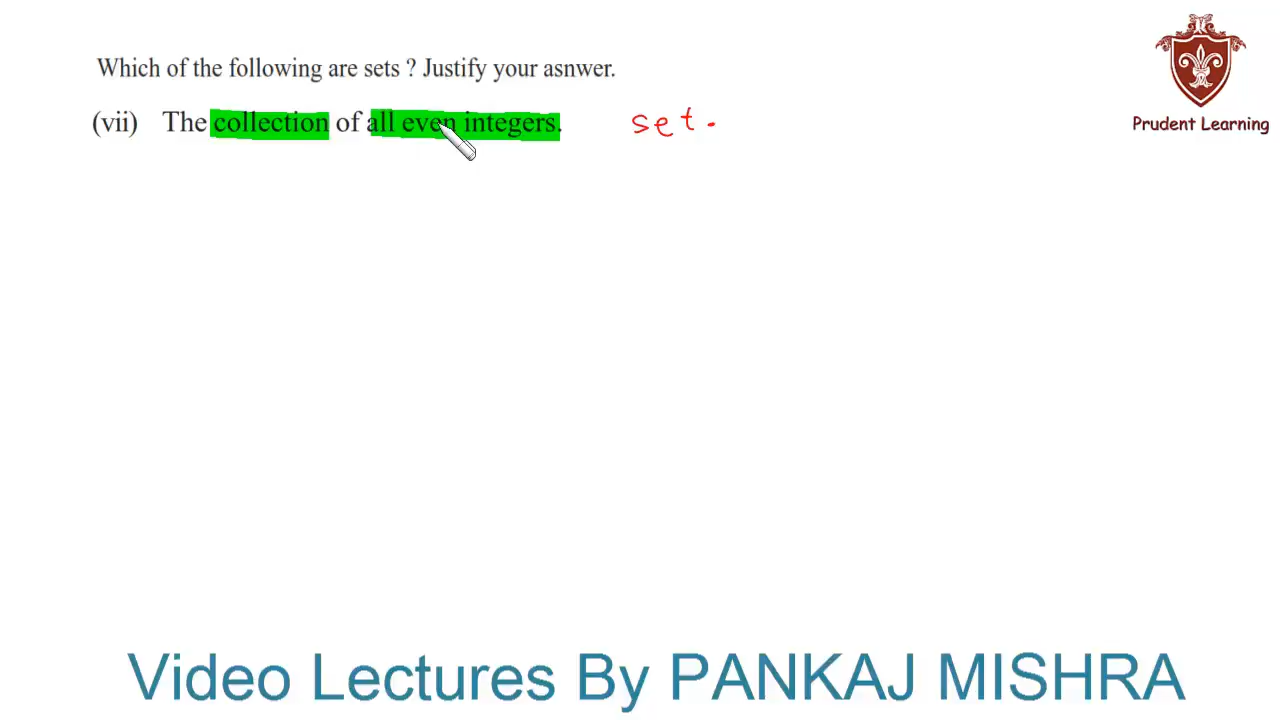 Which of the following are sets ? Justify your asnwer.
(vii) The collection of all even integers. set.
Prudent Learning
Video Lectures By PANKAJ MISHRA